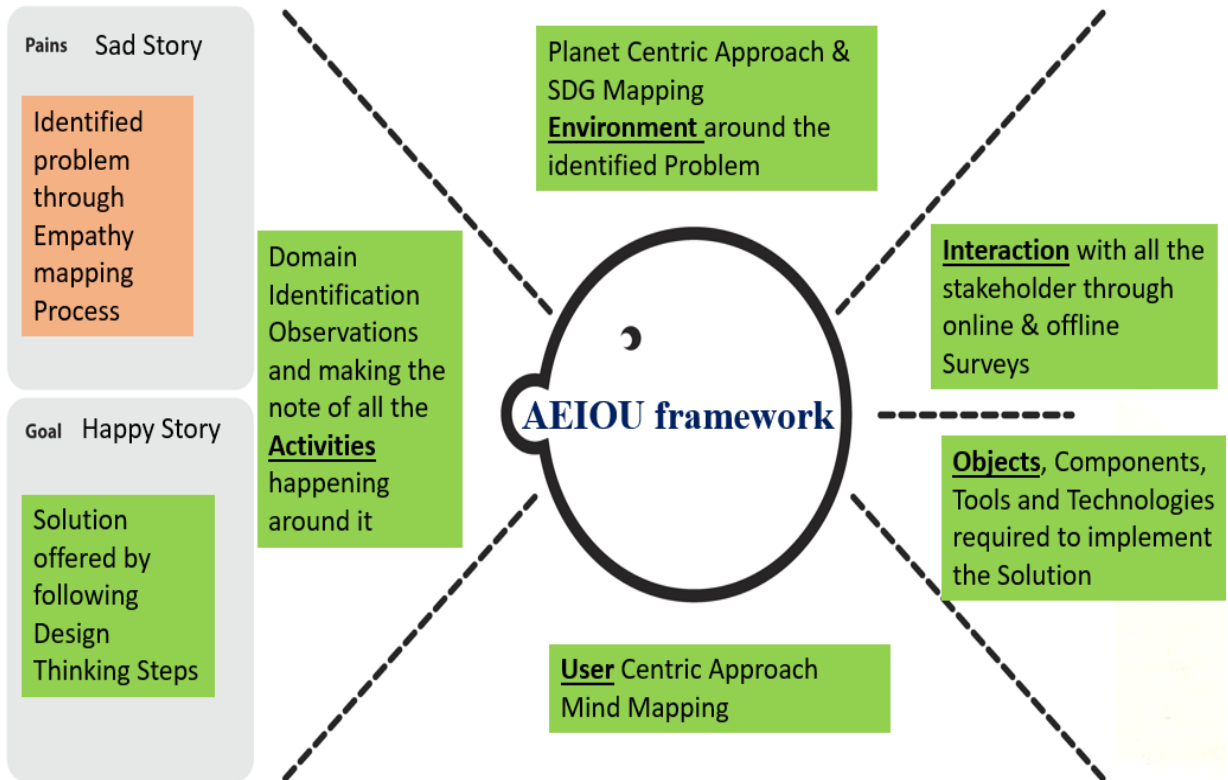 Pains Sad Story
Identified
problem
through
Empathy
mapping
Process
Goal Happy Story
Solution
offered by
following
Design
Thinking Steps
Domain
Identification
Observations
and making the
note of all the
Activities
happening
around it
Planet Centric Approach &
SDG Mapping
Environment around the
identified Problem
AEIOU framework
Interaction with all the
stakeholder through
online & offline
Surveys
Objects, Components,
Tools and Technologies
required to implement
the Solution
User Centric Approach
Mind Mapping